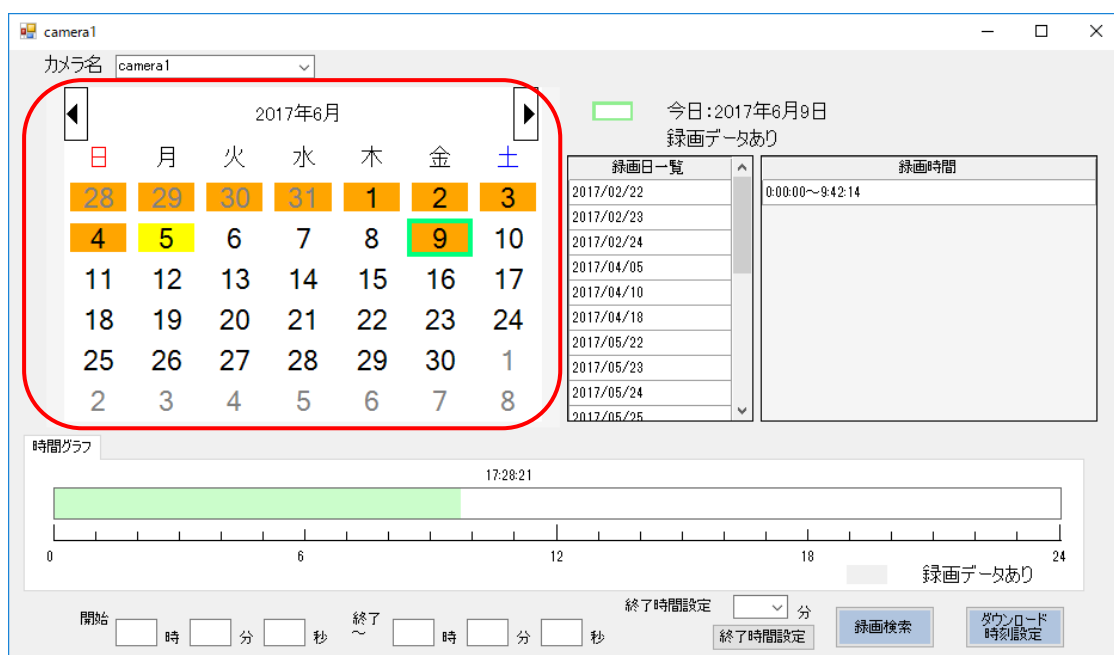 camera1
カメラ名 camera1
2017年6月
日 月 火 水 木 金 土
28 29 30 31 1 2 3
4 5 6 7 8 9 10
11 12 13 14 15 16 17
18 19 20 21 22 23 24
25 26 27 28 29 30 1
2 3 4 5 6 7 8
今日:2017年6月9日
録画データあり
録画日一覧
2017/02/22
2017/02/23
2017/02/24
2017/04/05
2017/04/10
2017/04/18
2017/05/22
2017/05/23
2017/05/24
2017/05/25
録画時間
0:00:00～9:42:14
時間グラフ
17:28:21
0 6 12 18 24
録画データあり
開始 時 分 秒 終了 ～ 時 分 秒
終了時間設定 分
終了時間設定
録画検索
ダウンロード
時刻設定